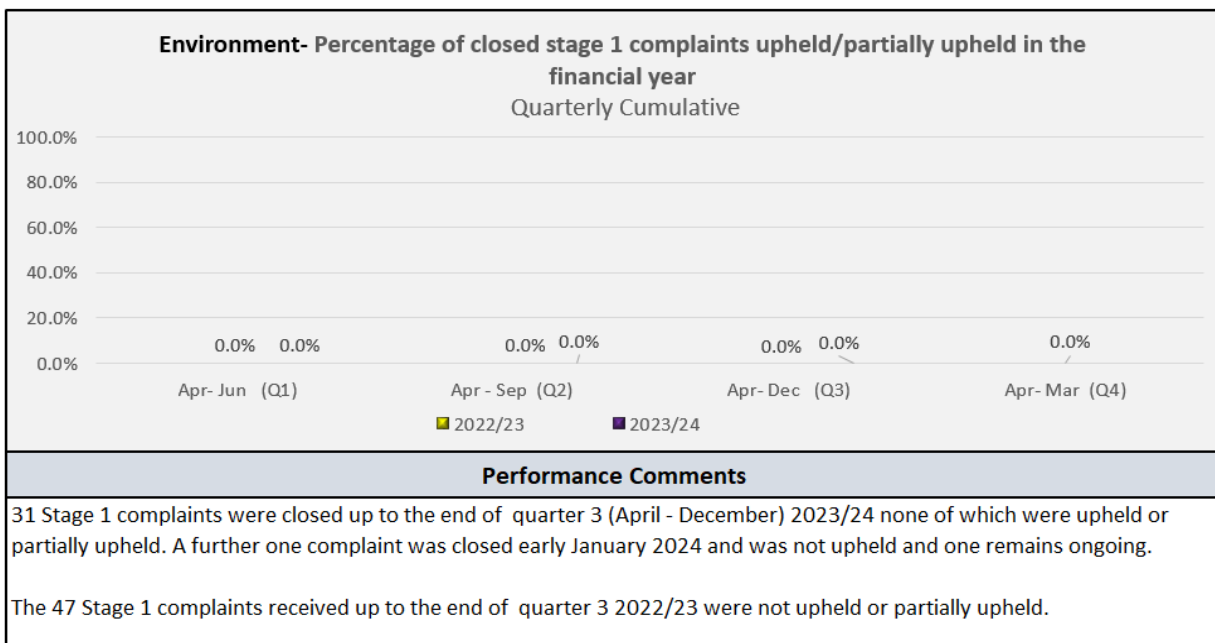 Environment- Percentage of closed stage 1 complaints upheld/partially upheld in the
financial year
Quarterly Cumulative
100.0%
80.0%
60.0%
40.0%
20.0%
0.0%
0.0% 0.0% 0.0% 0.0% 0.0% 0.0% 0.0%
Apr- Jun (Q1) Apr - Sep (Q2) Apr- Dec (Q3) Apr- Mar (Q4)
2022/23 2023/24
Performance Comments
31 Stage 1 complaints were closed up to the end of quarter 3 (April - December) 2023/24 none of which were upheld or
partially upheld. A further one complaint was closed early January 2024 and was not upheld and one remains ongoing.
The 47 Stage 1 complaints received up to the end of quarter 3 2022/23 were not upheld or partially upheld.